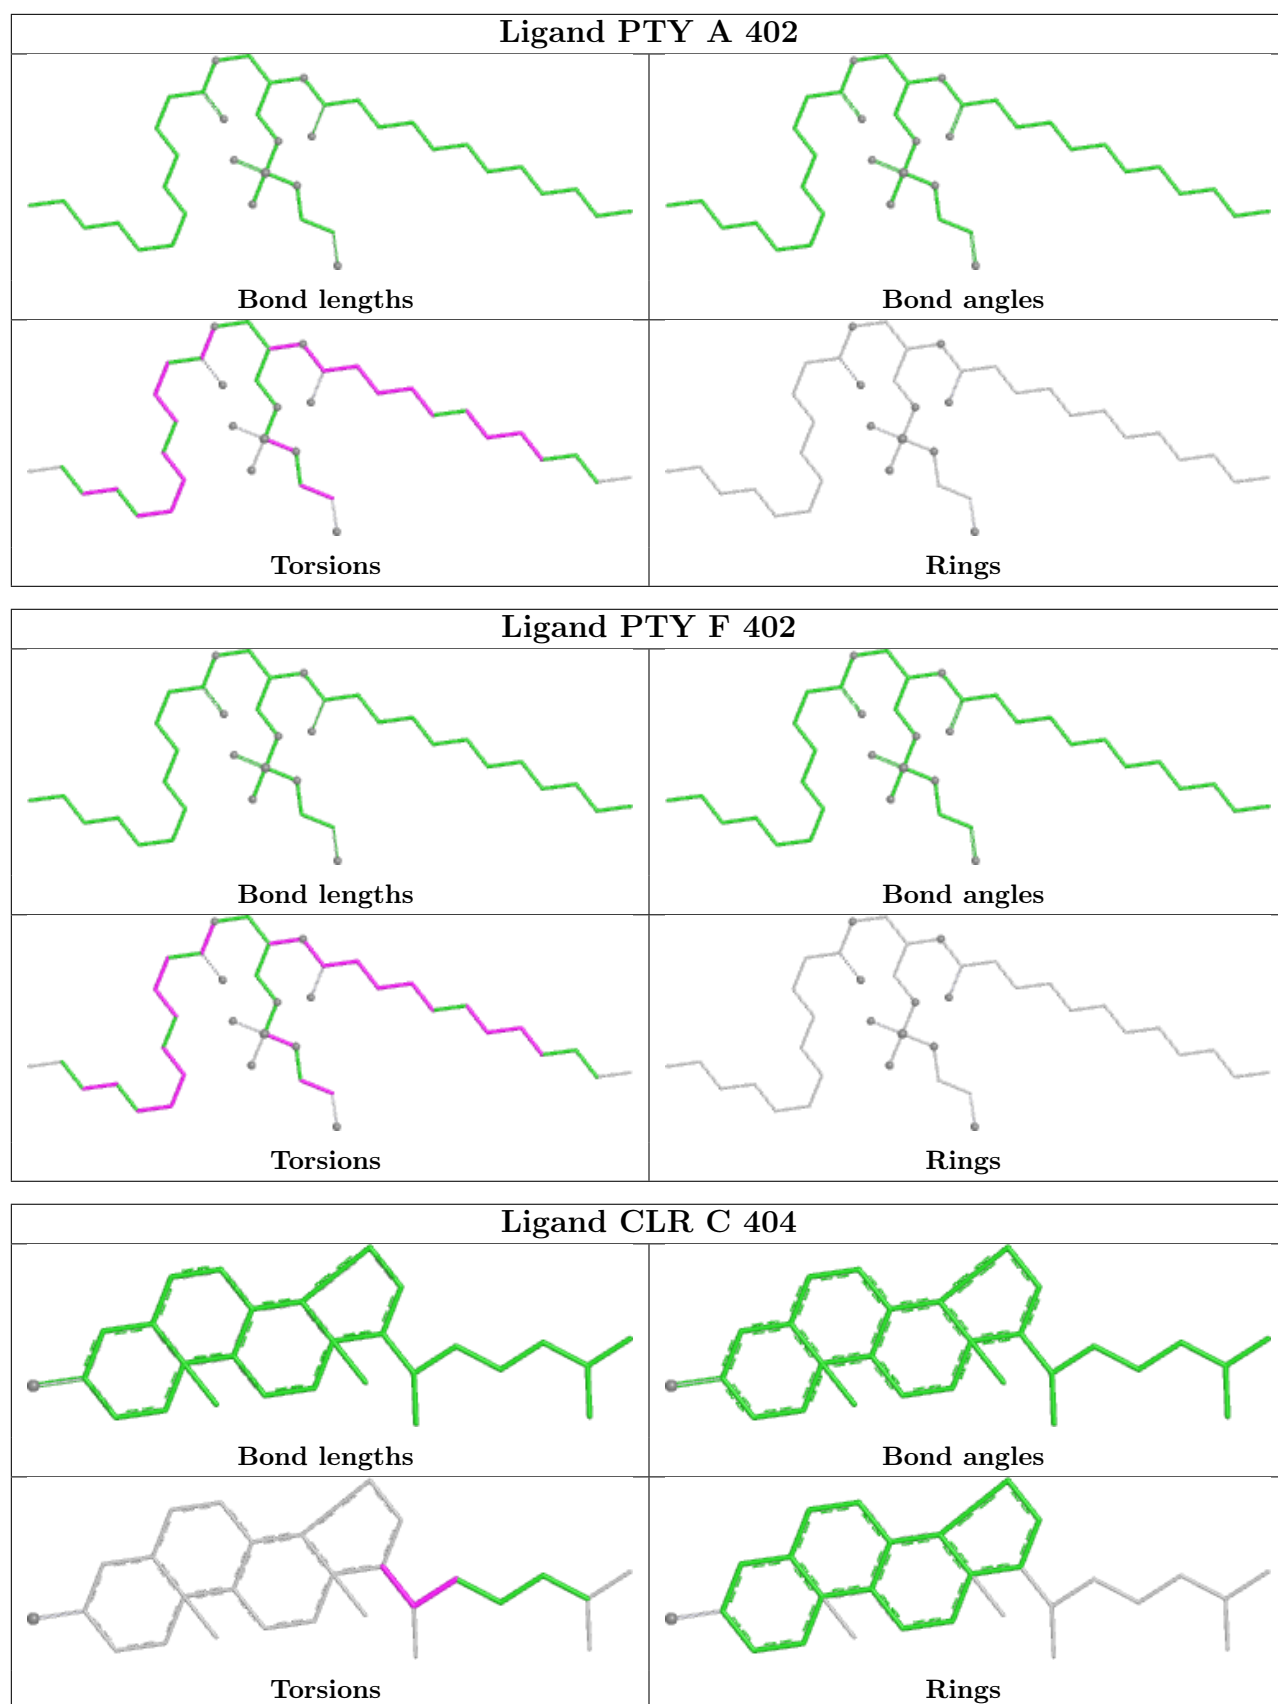 Ligand PTY A 402
Bond lengths
Bond angles
Torsions
Rings
Ligand PTY F 402
Bond lengths
Bond angles
Torsions
Rings
Ligand CLR C 404
Bond lengths
Bond angles
Torsions
Rings